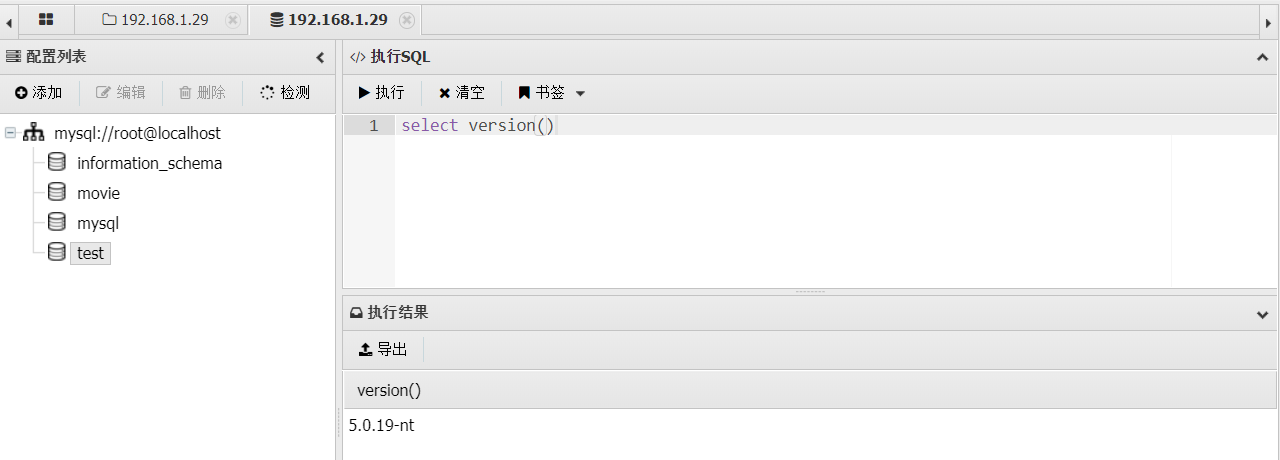 192.168.1.29
192.168.1.29
配置列表
添加 编辑 删除 检测
mysql://root@localhost
information_schema
movie
mysql
test
</> 执行SQL
执行 清空 书签
1 select version()
执行结果
导出
version()
5.0.19-nt